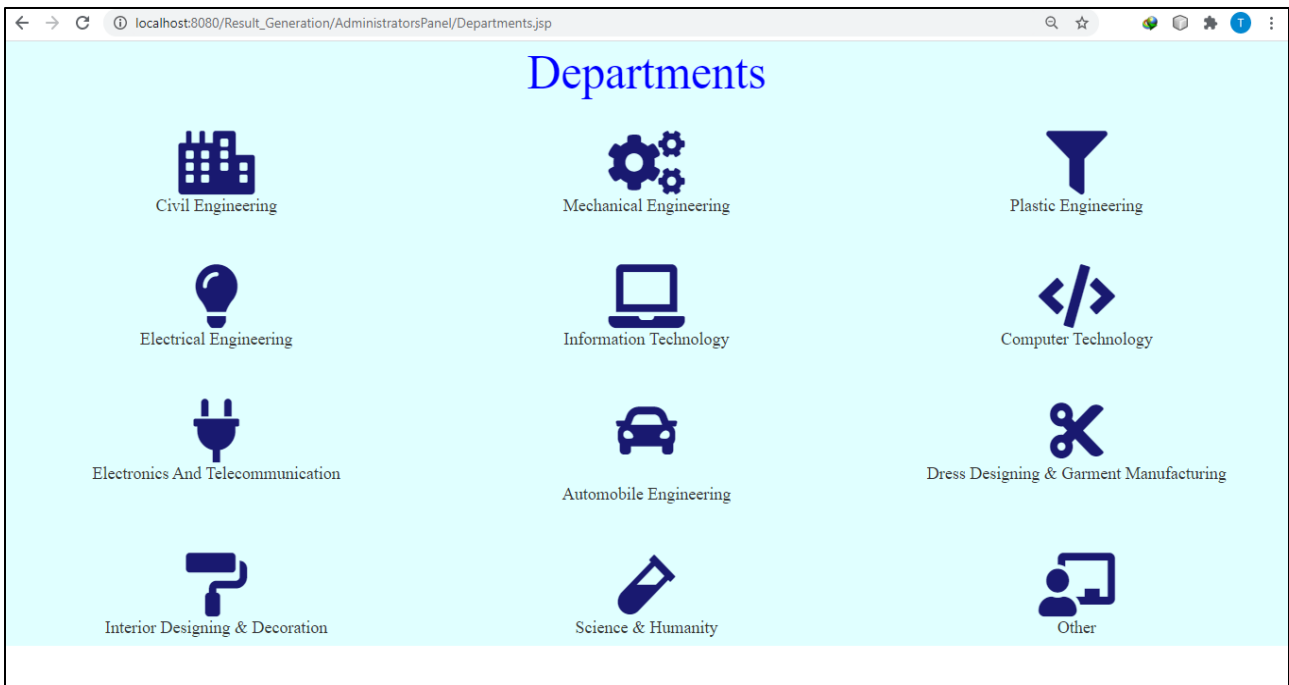 localhost:8080/Result_Generation/AdministratorsPanel/Departments.jsp
T
Departments
Civil Engineering
Mechanical Engineering
Plastic Engineering
Electrical Engineering
Information Technology
Computer Technology
Electronics And Telecommunication
Automobile Engineering
Dress Designing & Garment Manufacturing
Interior Designing & Decoration
Science & Humanity
Other